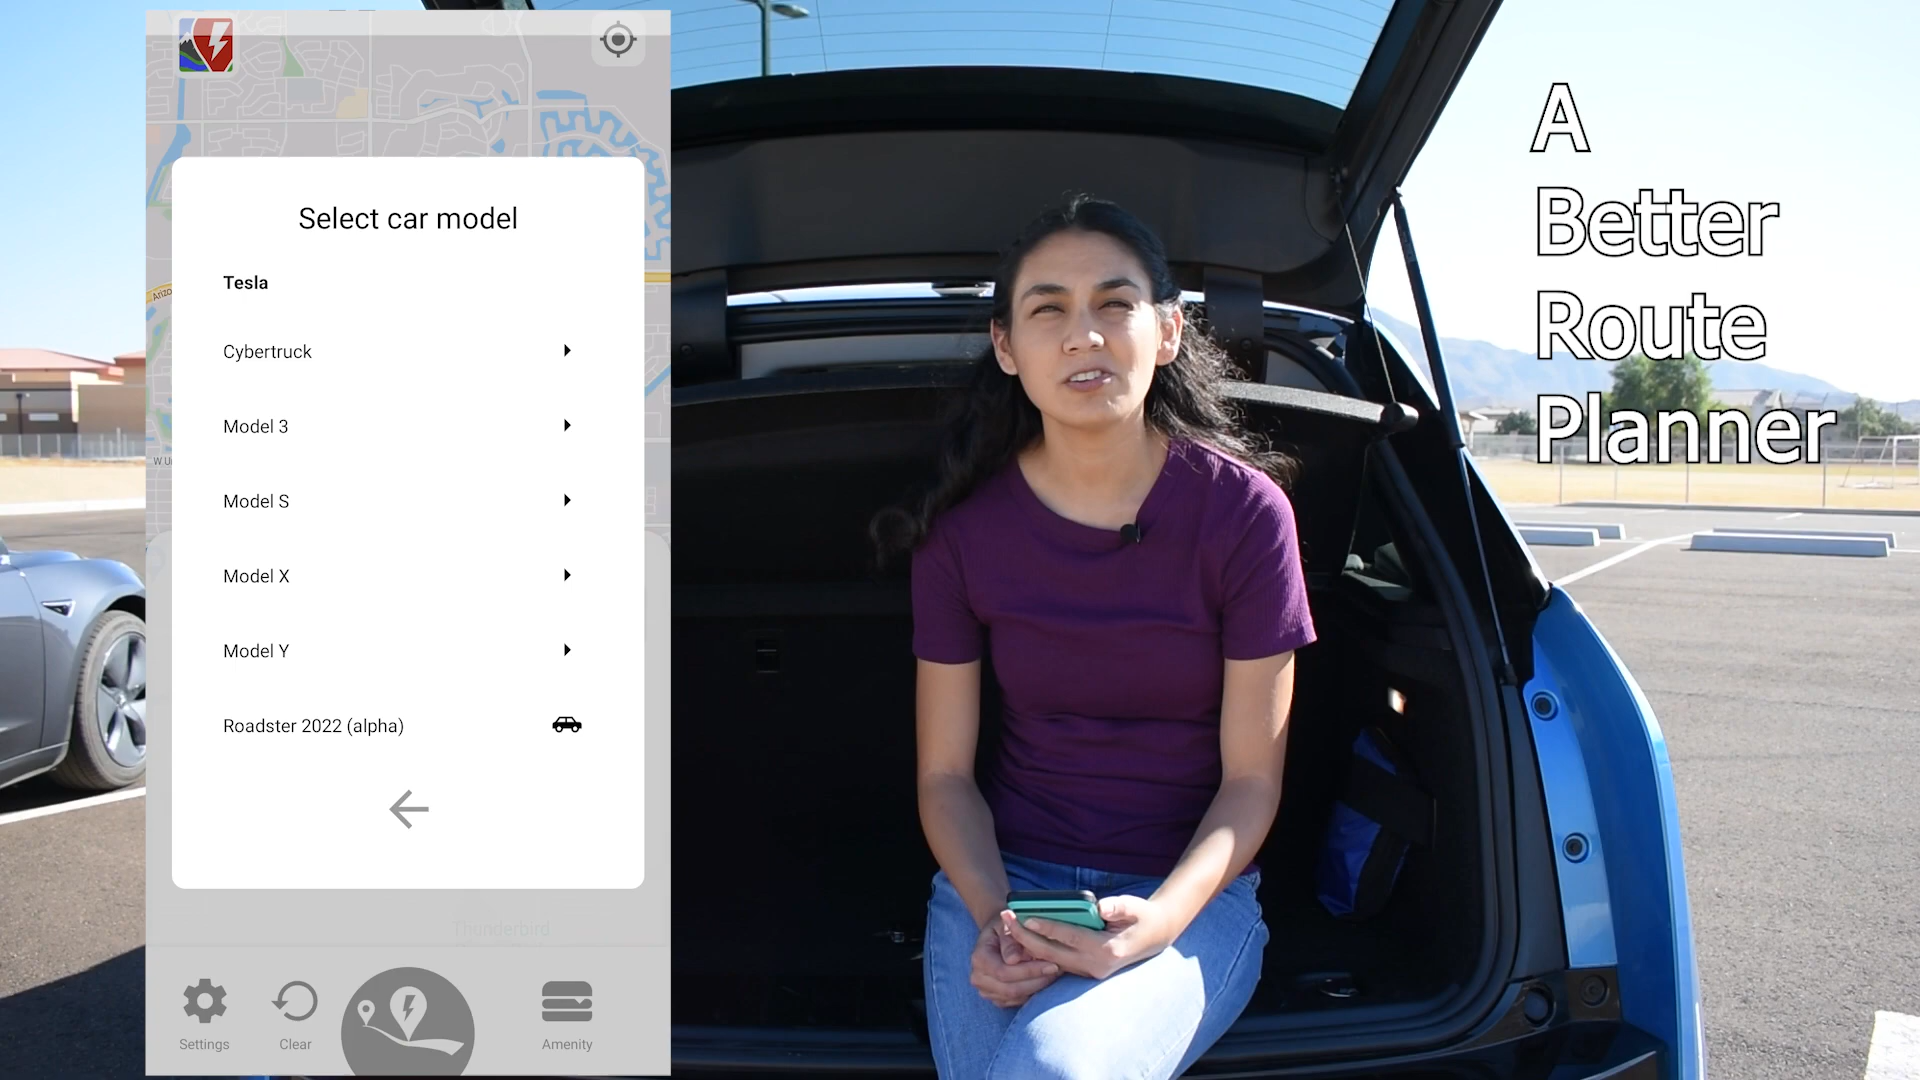 Select car model
Tesla
Cybertruck
Model 3
Model S
Model X
Model Y
Roadster 2022 (alpha)
Thunderbird
Settings
Clear
Amenity
A
Better
Route
Planner